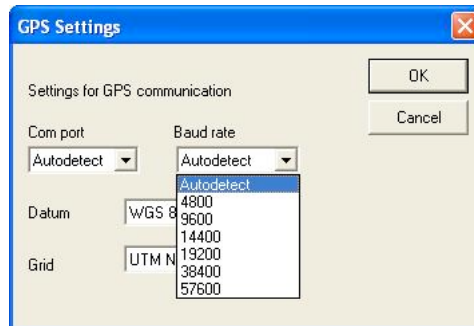 GPS Settings
OK
Settings for GPS communication
Cancel
Com port
Baud rate
Autodetect
Autodetect
Autodetect
4800
9600
14400
19200
38400
57600
Datum
WGS 8
Grid
UTM N